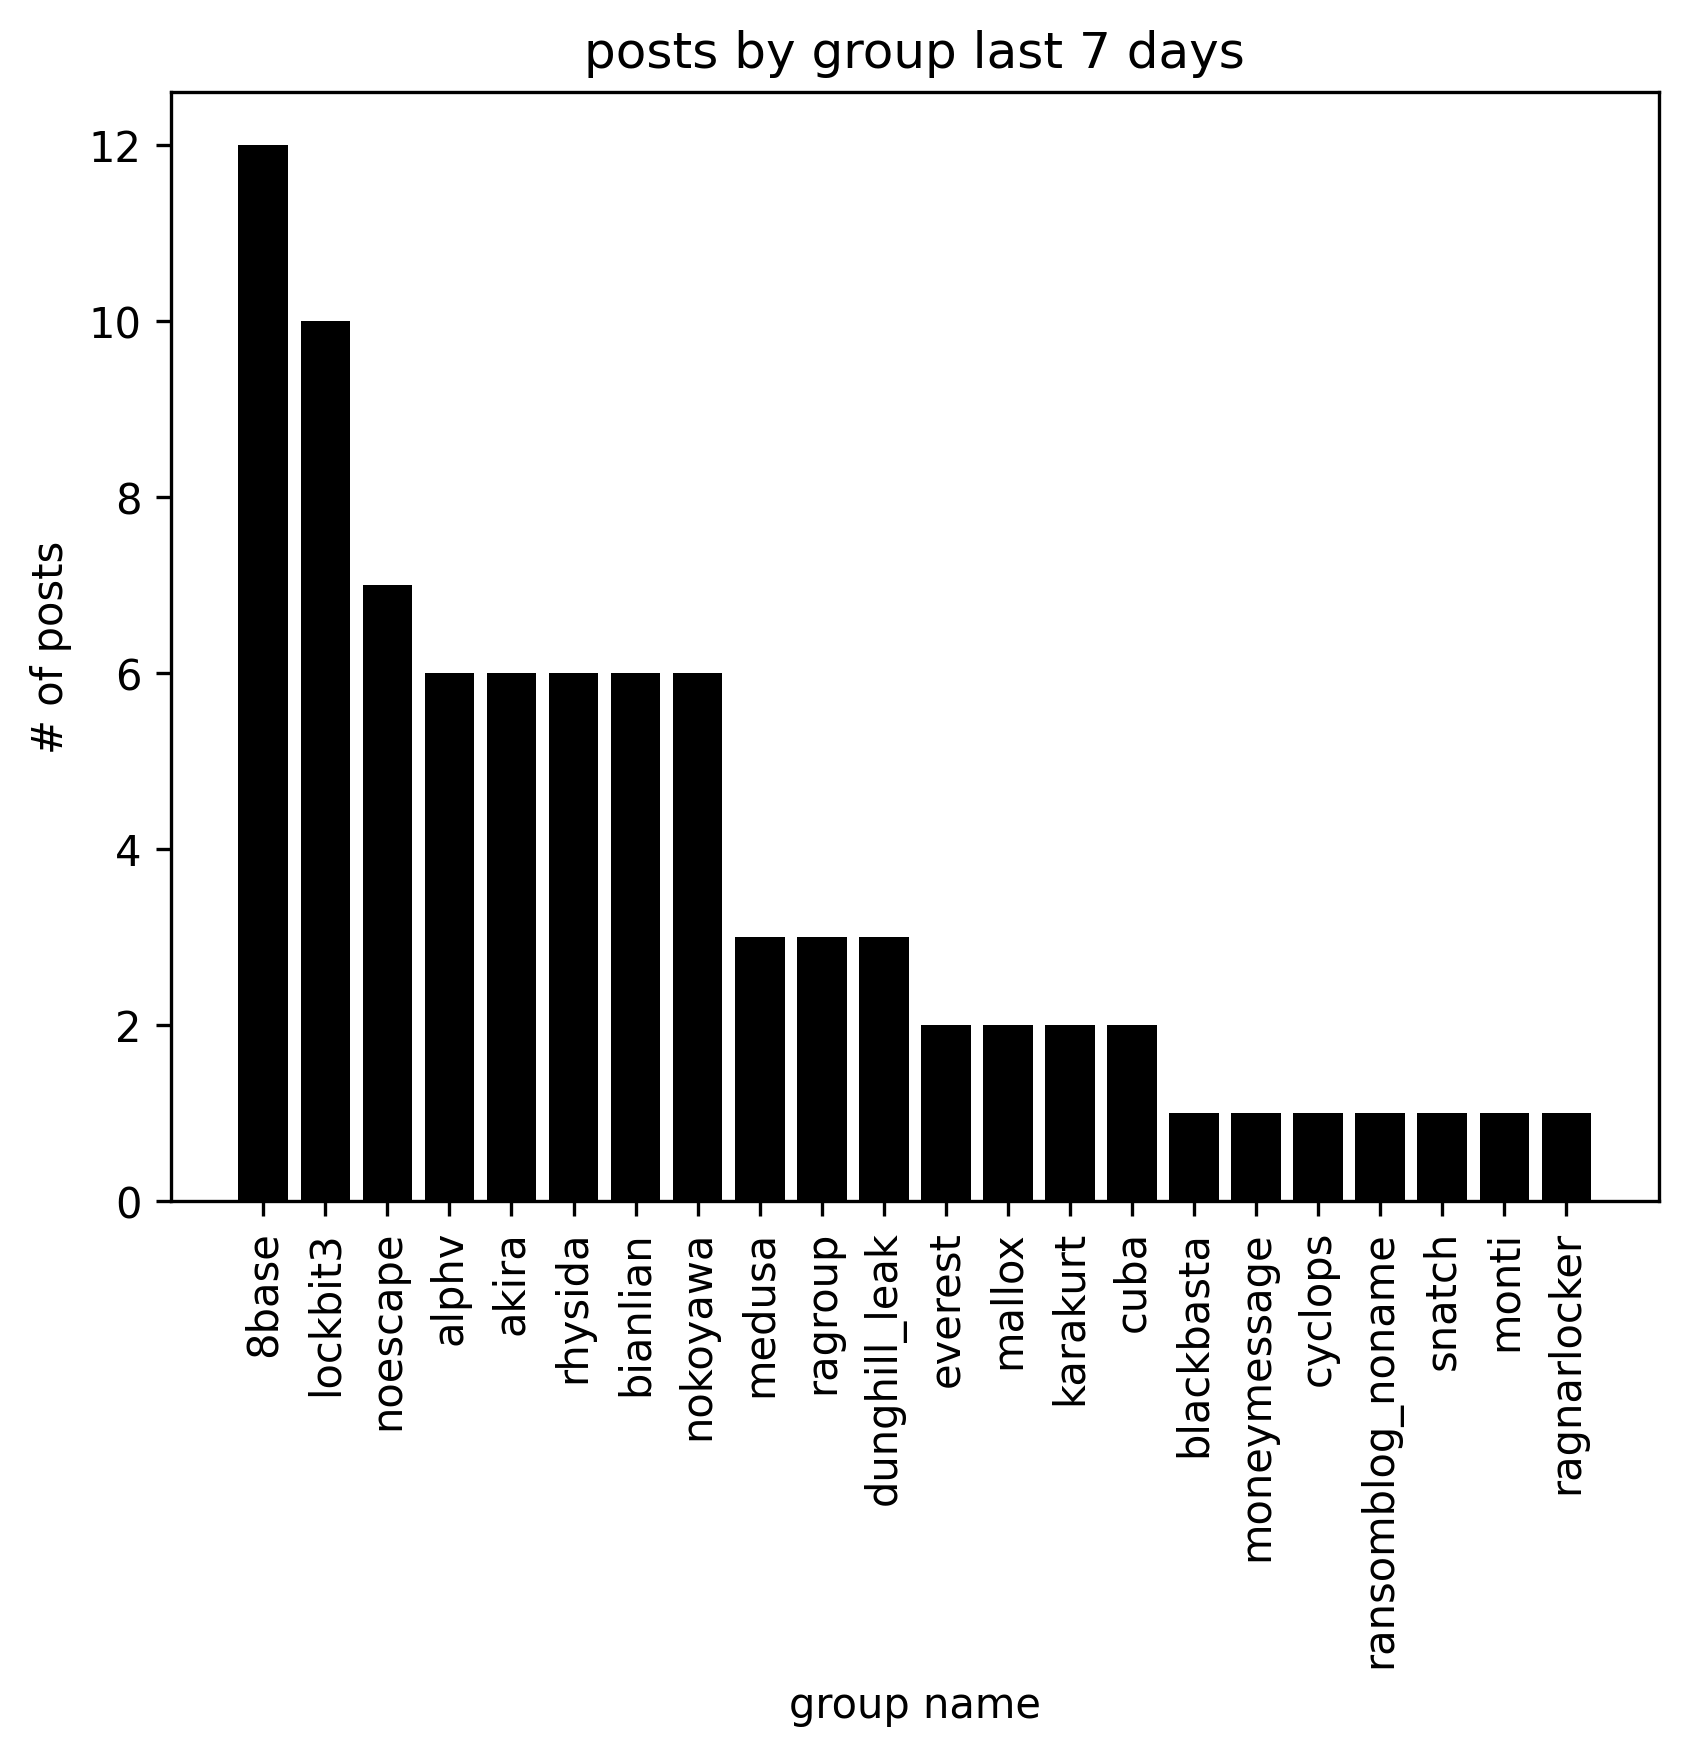 posts by group last 7 days
12
10
8
6
4
2
0
# of posts
8base
lockbit3
noescape
alphv
akira
rhysida
bianlian
nokoyawa
medusa
ragroup
dunghill_leak
everest
mallox
karakurt
cuba
blackbasta
moneymessage
cyclops
ransomblog_noname
snatch
monti
ragnarlocker
group name